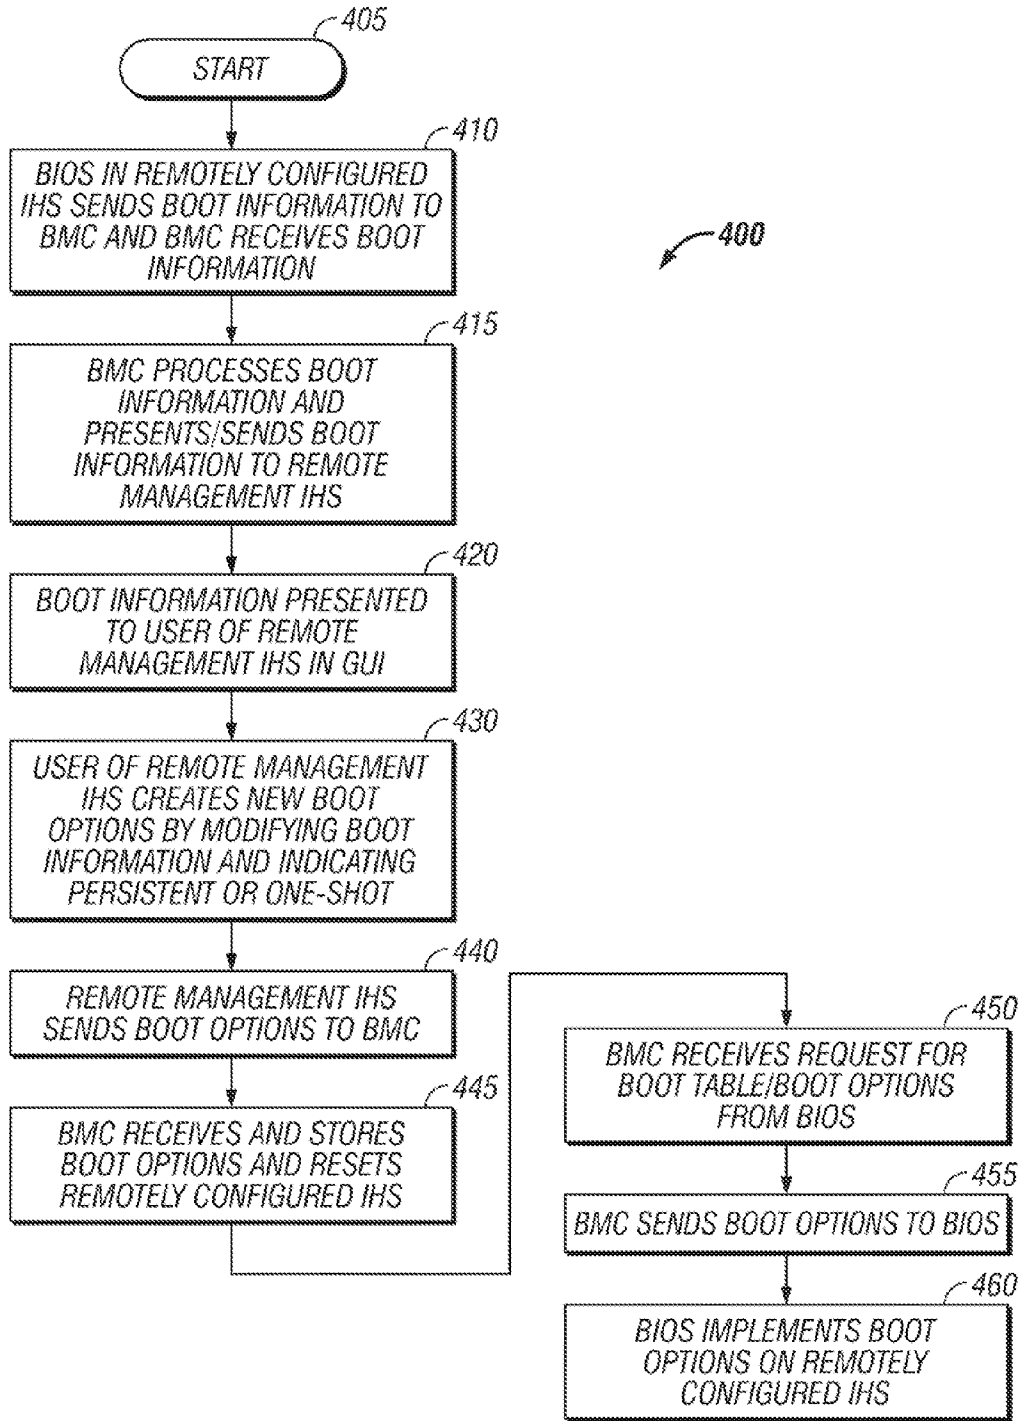 405
START
410
BIOS IN REMOTELY CONFIGURED
IHS SENDS BOOT INFORMATION TO
BMC AND BMC RECEIVES BOOT
INFORMATION
400
415
BMC PROCESSES BOOT
INFORMATION AND
PRESENTS/SENDS BOOT
INFORMATION TO REMOTE
MANAGEMENT IHS
420
BOOT INFORMATION PRESENTED
TO USER OF REMOTE
MANAGEMENT IHS IN GUI
430
USER OF REMOTE MANAGEMENT
IHS CREATES NEW BOOT
OPTIONS BY MODIFYING BOOT
INFORMATION AND INDICATING
PERSISTENT OR ONE-SHOT
440
REMOTE MANAGEMENT IHS
SENDS BOOT OPTIONS TO BMC
445
BMC RECEIVES AND STORES
BOOT OPTIONS AND RESETS
REMOTELY CONFIGURED IHS
450
BMC RECEIVES REQUEST FOR
BOOT TABLE/BOOT OPTIONS
FROM BIOS
455
BMC SENDS BOOT OPTIONS TO BIOS
460
BIOS IMPLEMENTS BOOT
OPTIONS ON REMOTELY
CONFIGURED IHS